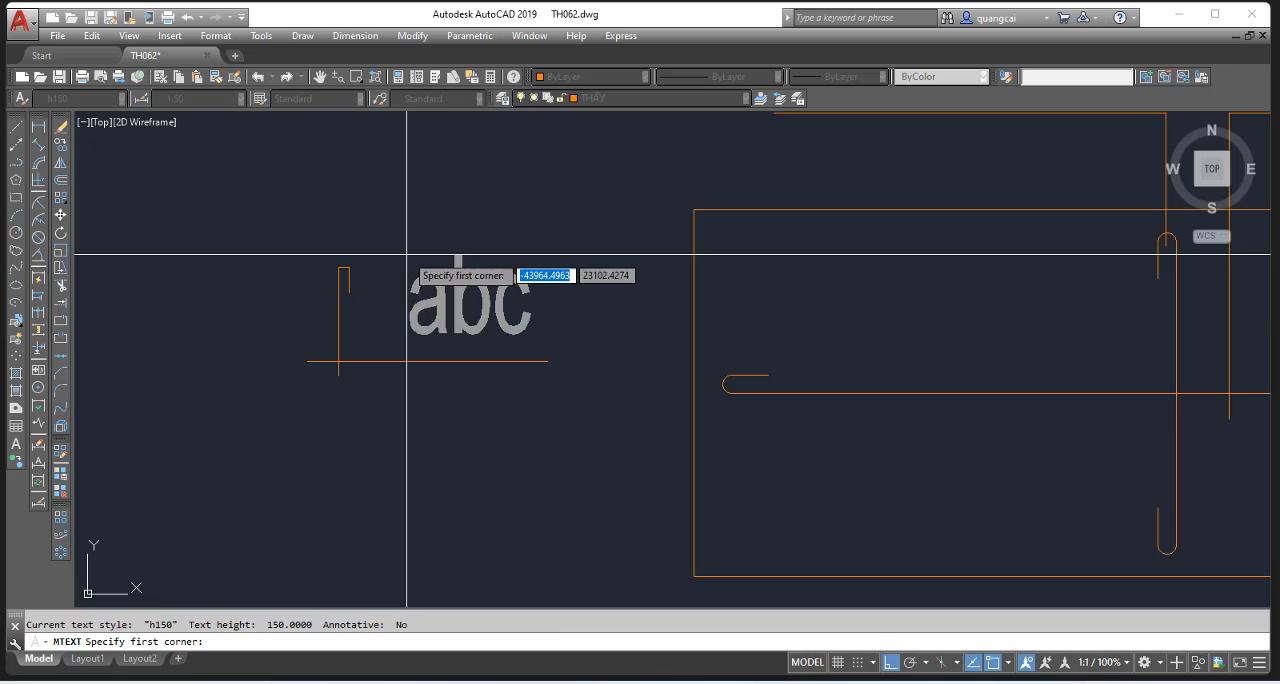 Autodesk AutoCAD 2019 TH062.dwg
Type a keyword or phrase
quangcai
File Edit View Insert Format Tools Draw Dimension Modify Parametric Window Help Express
Start TH062*
ByLayer ByLayer ByLayer ByColor
h150 1.50 Standard Standard THẤY
[−][Top][2D Wireframe]
N
W TOP E
S
WCS
Specify first corner: -43964.4963 23102.4274
abc
Y
X
Current text style: "h150" Text height: 150.0000 Annotative: No
MTEXT Specify first corner:
Model Layout1 Layout2 +
MODEL 1:1 / 100%